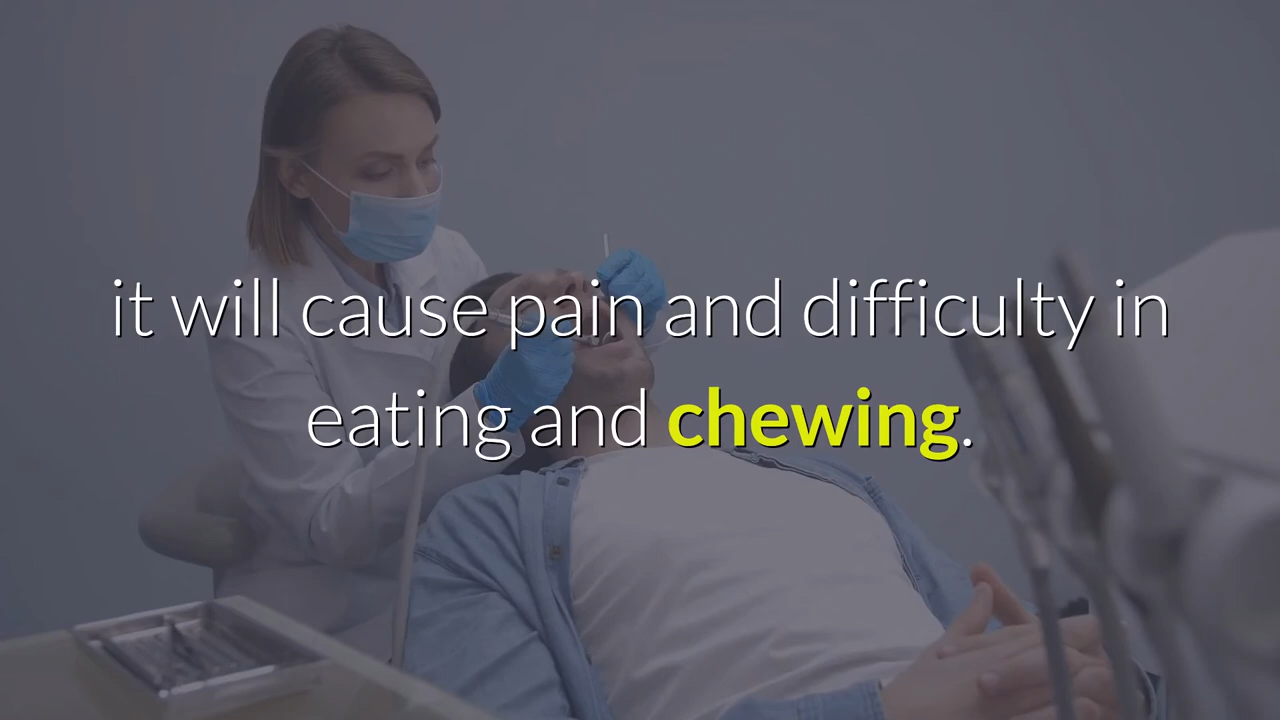 it will cause pain and difficulty in
eating and chewing.